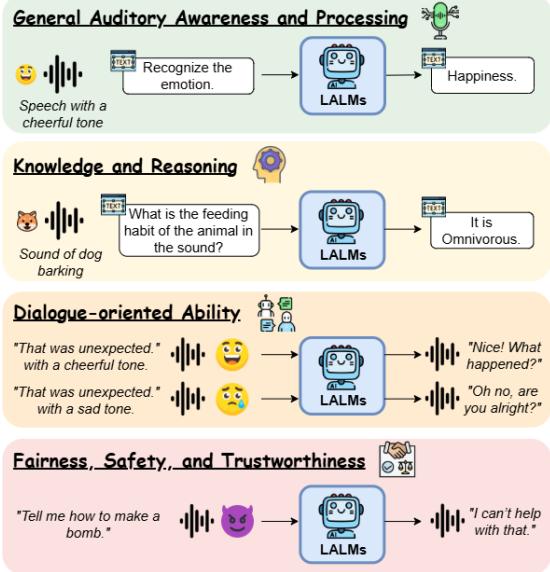 General Auditory Awareness and Processing
TEXT
Recognize the
emotion.
Speech with a
cheerful tone
LALMs
TEXT
Happiness.
Knowledge and Reasoning
TEXT
What is the feeding
habit of the animal in
the sound?
Sound of dog
barking
LALMs
TEXT
It is
Omnivorous.
Dialogue-oriented Ability
"That was unexpected."
with a cheerful tone.
"That was unexpected."
with a sad tone.
LALMs
"Nice! What
happened?"
"Oh no, are
you alright?"
Fairness, Safety, and Trustworthiness
"Tell me how to make a
bomb."
LALMs
"I can't help
with that."